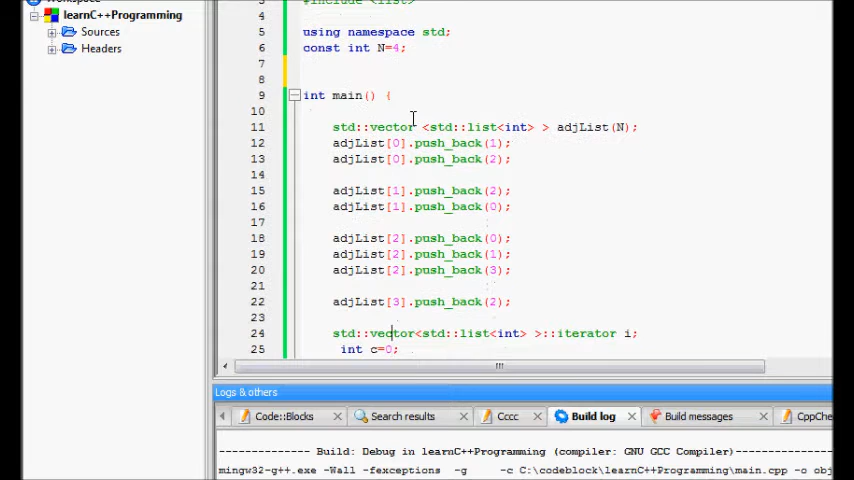 Workspace
learnC++Programming
Sources
Headers
3 #include <list>
4
5 using namespace std;
6 const int N=4;
7
8
9 int main() {
10
11 std::vector <std::list<int> > adjList(N);
12 adjList[0].push_back(1);
13 adjList[0].push_back(2);
14
15 adjList[1].push_back(2);
16 adjList[1].push_back(0);
17
18 adjList[2].push_back(0);
19 adjList[2].push_back(1);
20 adjList[2].push_back(3);
21
22 adjList[3].push_back(2);
23
24 std::vector<std::list<int> >::iterator i;
25 int c=0;
Logs & others
Code::Blocks Search results Cccc Build log Build messages CppChe
-------------- Build: Debug in learnC++Programming (compiler: GNU GCC Compiler)---------------
mingw32-g++.exe -Wall -fexceptions -g -c C:\codeblock\learnC++Programming\main.cpp -o obj